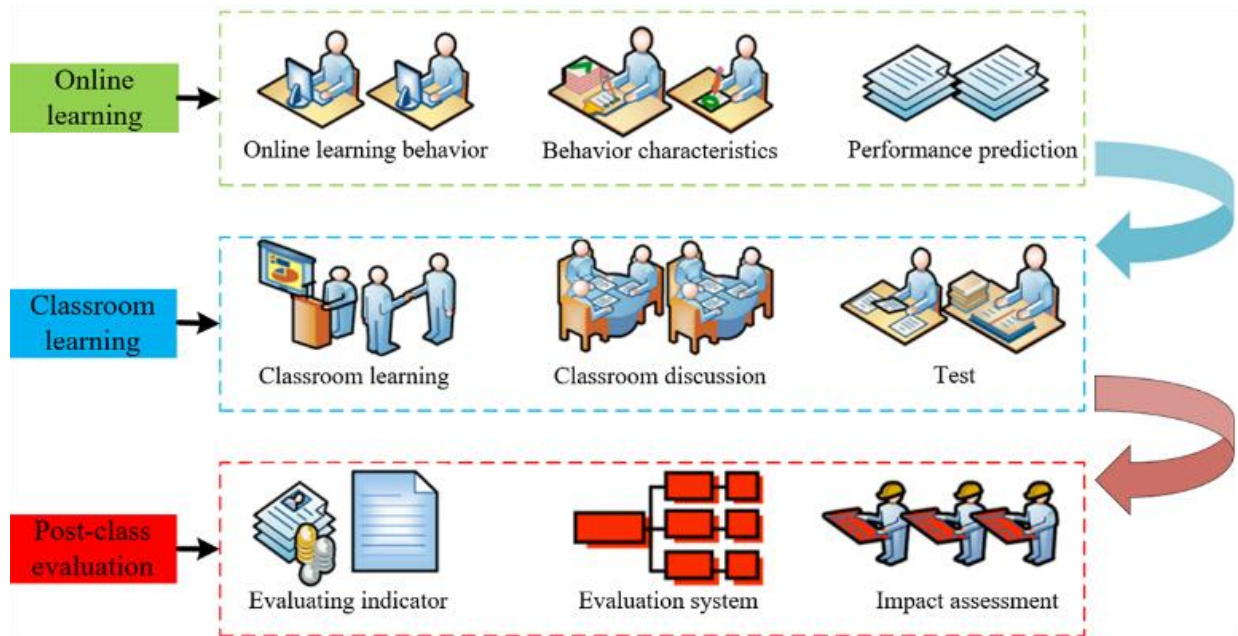 Online
learning
Online learning behavior
Behavior characteristics
Performance prediction
Classroom
learning
Classroom learning
Classroom discussion
Test
Post-class
evaluation
Evaluating indicator
Evaluation system
Impact assessment